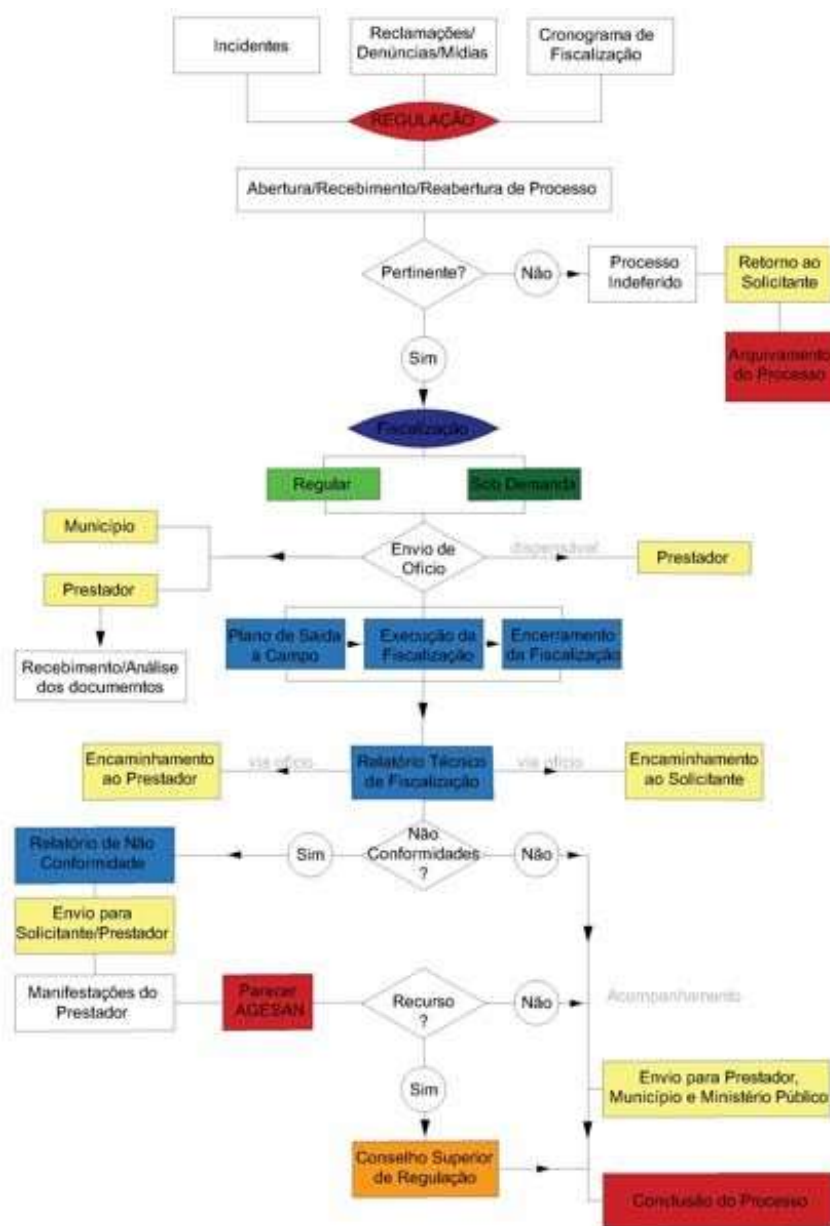 Incidentes
Reclamações/
Denúncias/Mídias
Cronograma de
Fiscalização
REGULAÇÃO
Abertura/Recebimento/Reabertura de Processo
Pertinente?
Não
Processo
Indeferido
Retorno ao
Solicitante
Sim
Arquivamento
do Processo
Fiscalização
Regular
Sob Demanda
Município
Envio de
Ofício
dispensável
Prestador
Prestador
Plano de Saída
à Campo
Execução da
Fiscalização
Encerramento
da Fiscalização
Recebimento/Análise
dos documerntos
Encaminhamento
ao Prestador
via ofício
Relatório Técnico
de Fiscalização
via ofício
Encaminhamento
ao Solicitante
Relatório de Não
Conformidade
Sim
Não
Conformidades
?
Não
Envio para
Solicitante/Prestador
Manifestações do
Prestador
Parecer
AGESAN
Recurso
?
Não
Acompanhamento
Sim
Envio para Prestador,
Município e Ministério Público
Conselho Superior
de Regulação
Conclusão do Processo